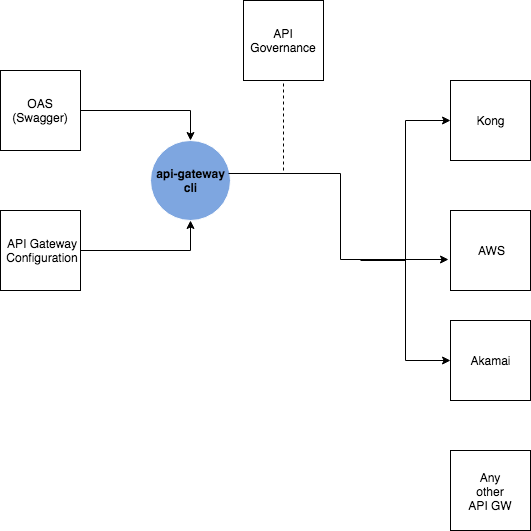 API
Governance
OAS
(Swagger)
Kong
api-gateway
cli
API Gateway
Configuration
AWS
Akamai
Any
other
API GW